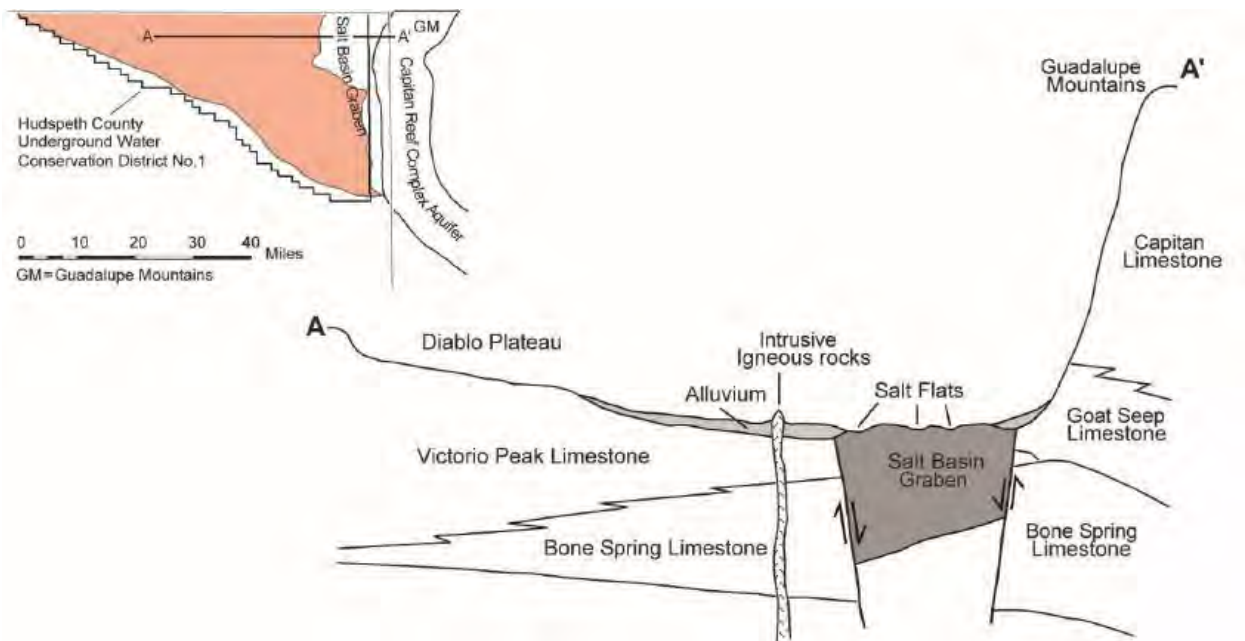 A
A'
GM
Salt Basin Graben
Capitan Reef Complex Aquifer
Hudspeth County
Underground Water
Conservation District No.1
0 10 20 30 40
Miles
GM=Guadalupe Mountains
Guadalupe
Mountains
A'
Capitan
Limestone
A
Diablo Plateau
Intrusive
Igneous rocks
Alluvium
Salt Flats
Goat Seep
Limestone
Victorio Peak Limestone
Salt Basin
Graben
Bone Spring Limestone
Bone Spring
Limestone